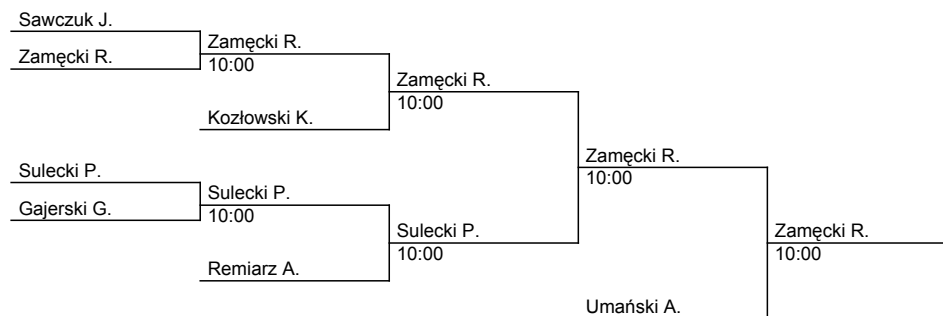 Sawczuk J.
Zamęcki R.
Zamęcki R.
10:00
Kozłowski K.
Zamęcki R.
10:00
Sulecki P.
Gajerski G.
Sulecki P.
10:00
Remiarz A.
Sulecki P.
10:00
Zamęcki R.
10:00
Umański A.
Zamęcki R.
10:00